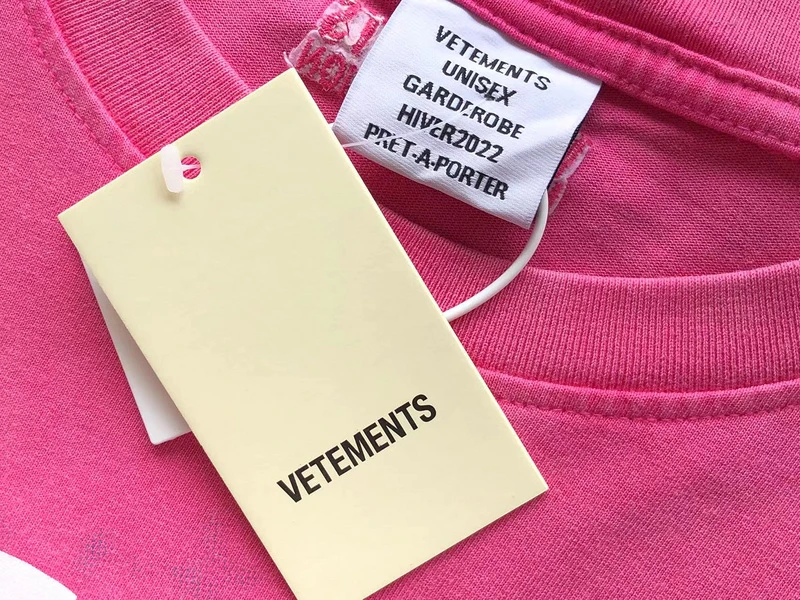 VETEMENTS
UNISEX
GARDEROBE
HIVER2022
PRET-A-PORTER
VETEMENTS